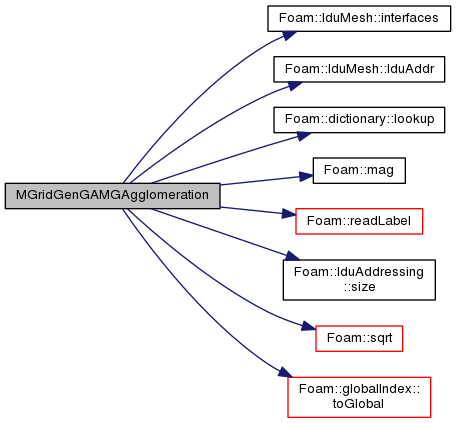 Foam::lduMesh::interfaces
Foam::lduMesh::lduAddr
Foam::dictionary::lookup
Foam::mag
MGridGenGAMGAgglomeration
Foam::readLabel
Foam::lduAddressing
::size
Foam::sqrt
Foam::globalIndex::
toGlobal